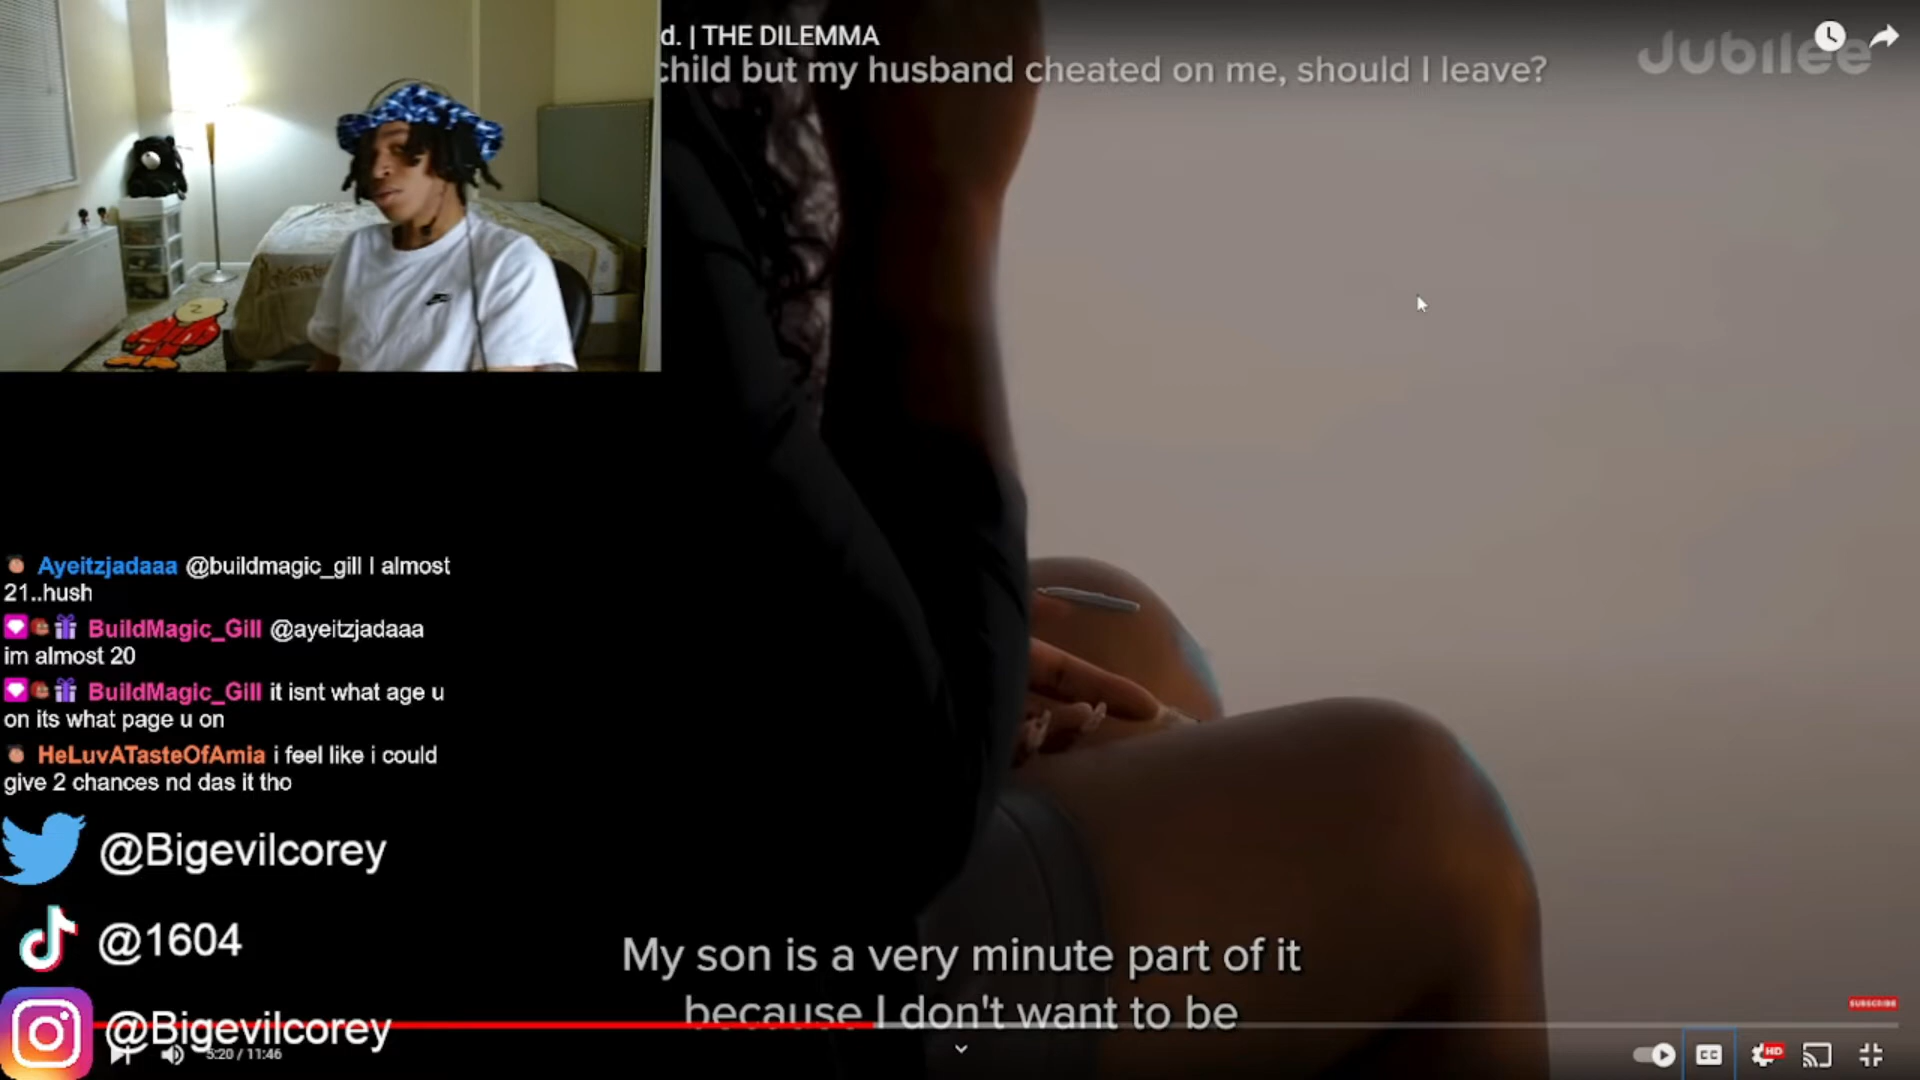 d. | THE DILEMMA
child but my husband cheated on me, should I leave?
Jubilee
Ayeitzjadaaa @buildmagic_gill I almost
21..hush
BuildMagic_Gill @ayeitzjadaaa
im almost 20
BuildMagic_Gill it isnt what age u
on its what page u on
HeLuvATasteOfAmia i feel like i could
give 2 chances nd das it tho
@Bigevilcorey
@1604
@Bigevilcorey
My son is a very minute part of it
because I don't want to be
SUBSCRIBE
5:20 / 11:46
CC
HD